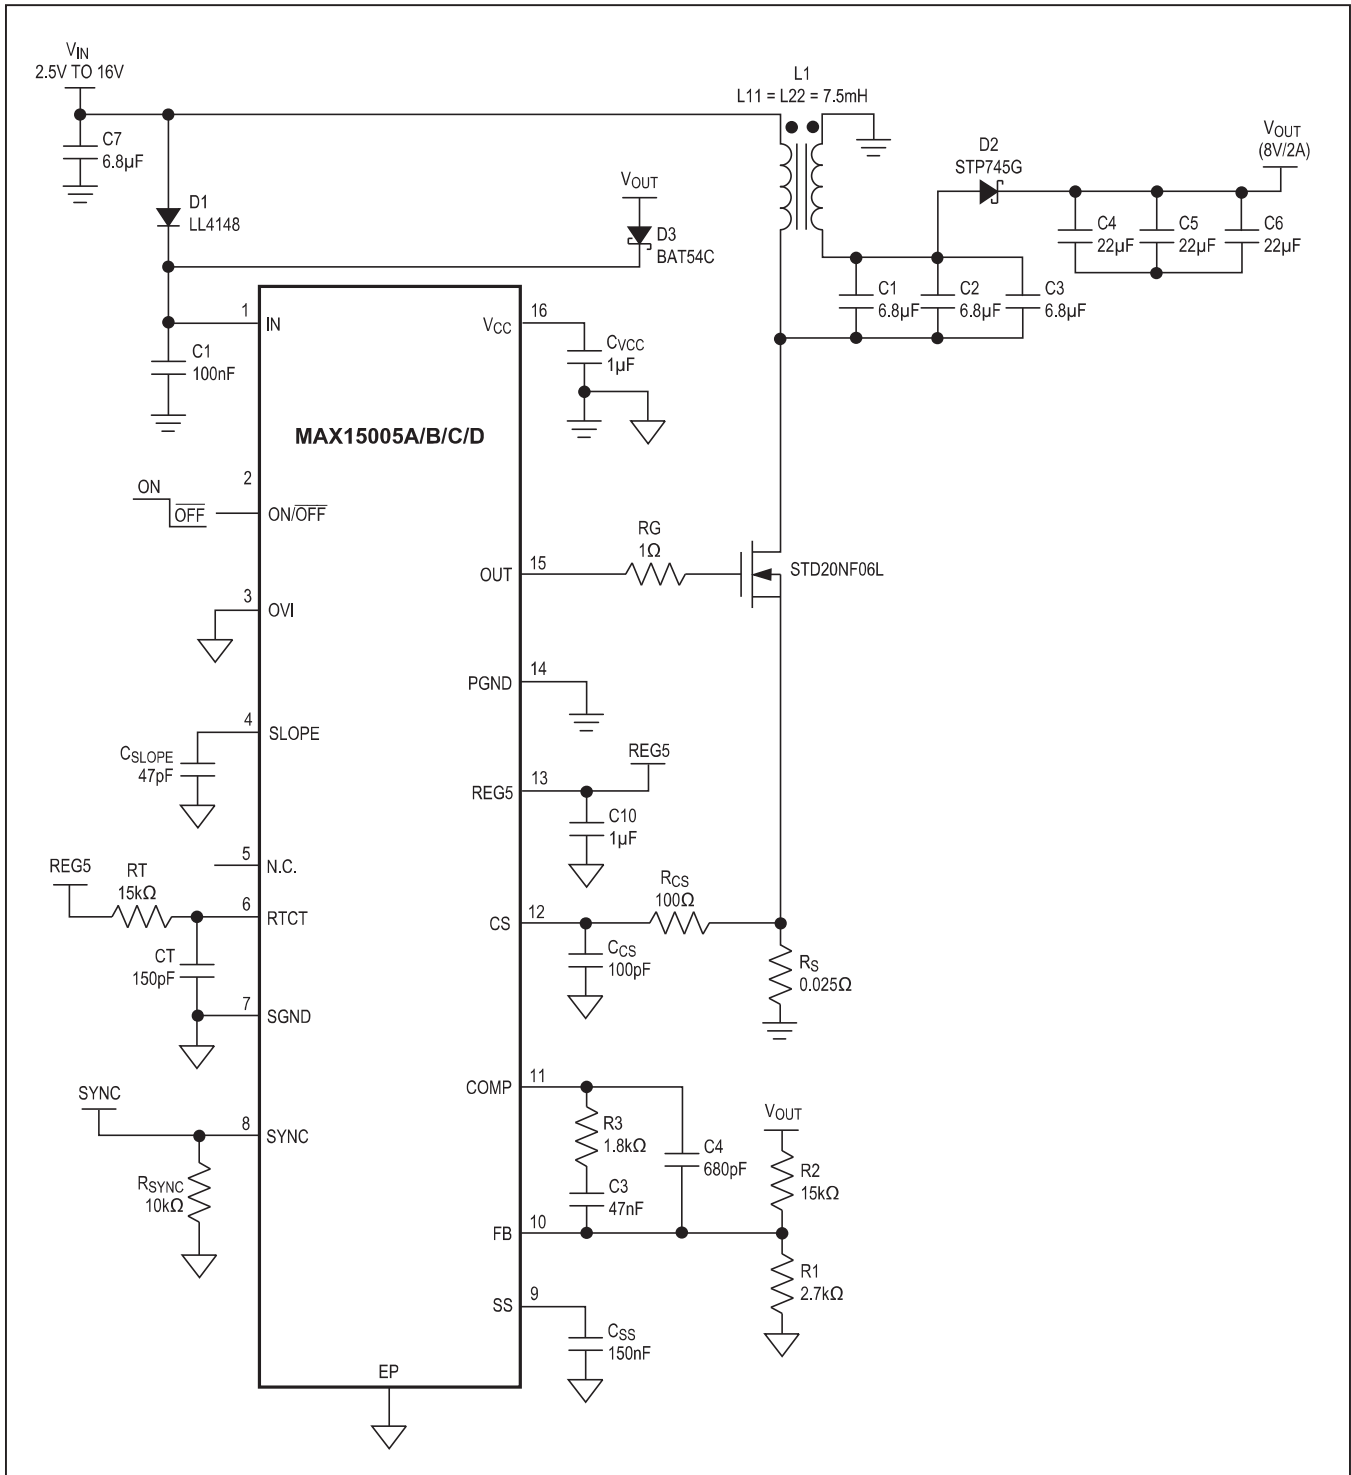 VIN
2.5V TO 16V
C7
6.8µF
D1
LL4148
VOUT
D3
BAT54C
L1
L11 = L22 = 7.5mH
D2
STP745G
VOUT
(8V/2A)
C4
22µF
C5
22µF
C6
22µF
C1
6.8µF
C2
6.8µF
C3
6.8µF
C1
100nF
1
IN
VCC
16
CVCC
1µF
MAX15005A/B/C/D
ON
OFF
2
ON/OFF
RG
1Ω
STD20NF06L
OUT
15
3
OVI
PGND
14
4
SLOPE
CSLOPE
47pF
REG5
REG5
13
C10
1µF
5
N.C.
REG5
RT
15kΩ
6
RTCT
CT
150pF
7
SGND
CS
12
RCS
100Ω
CCS
100pF
RS
0.025Ω
SYNC
8
SYNC
RSYNC
10kΩ
COMP
11
R3
1.8kΩ
C3
47nF
C4
680pF
VOUT
R2
15kΩ
FB
10
R1
2.7kΩ
SS
9
CSS
150nF
EP